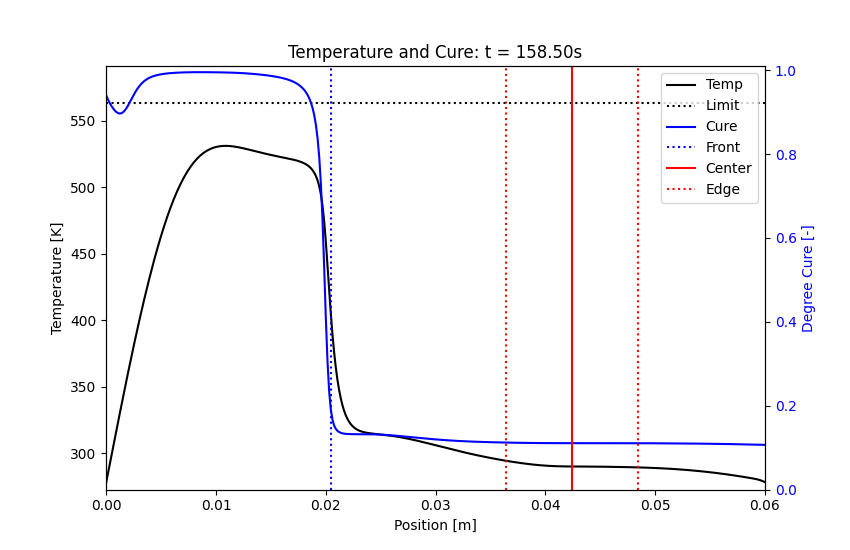 Temperature and Cure: t = 158.50s
Temperature [K]
550
500
450
400
350
300
Temp
Limit
Cure
Front
Center
Edge
1.0
0.8
0.6
0.4
0.2
0.0
Degree Cure [-]
0.00
0.01
0.02
0.03
0.04
0.05
0.06
Position [m]